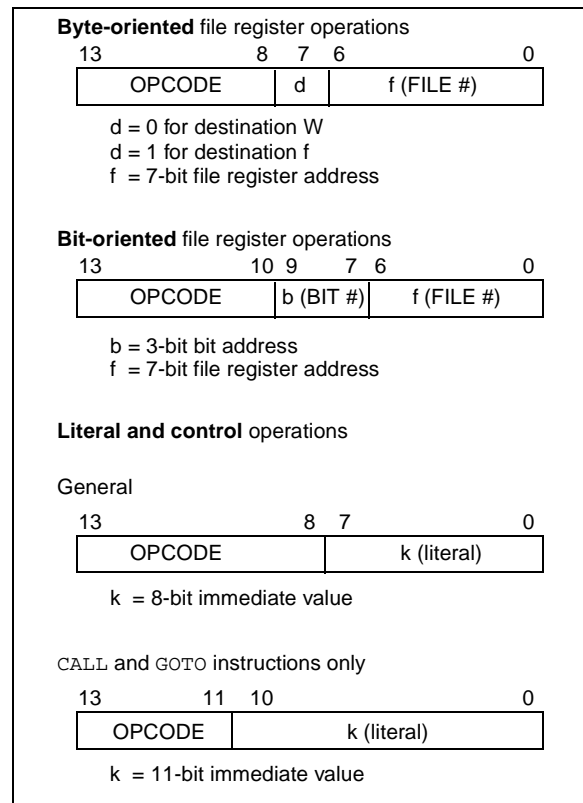 Byte-oriented file register operations
13 8 7 6 0
OPCODE d f (FILE #)
d = 0 for destination W
d = 1 for destination f
f = 7-bit file register address
Bit-oriented file register operations
13 10 9 7 6 0
OPCODE b (BIT #) f (FILE #)
b = 3-bit bit address
f = 7-bit file register address
Literal and control operations
General
13 8 7 0
OPCODE k (literal)
k = 8-bit immediate value
CALL and GOTO instructions only
13 11 10 0
OPCODE k (literal)
k = 11-bit immediate value